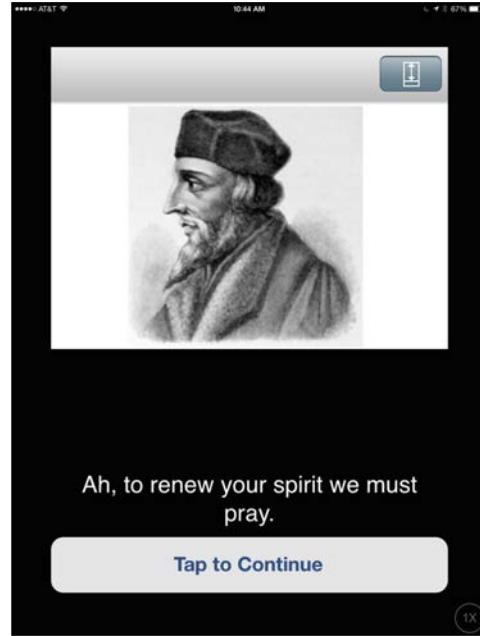 AT&T 10:44 AM 67%
Ah, to renew your spirit we must
pray.
Tap to Continue
1X